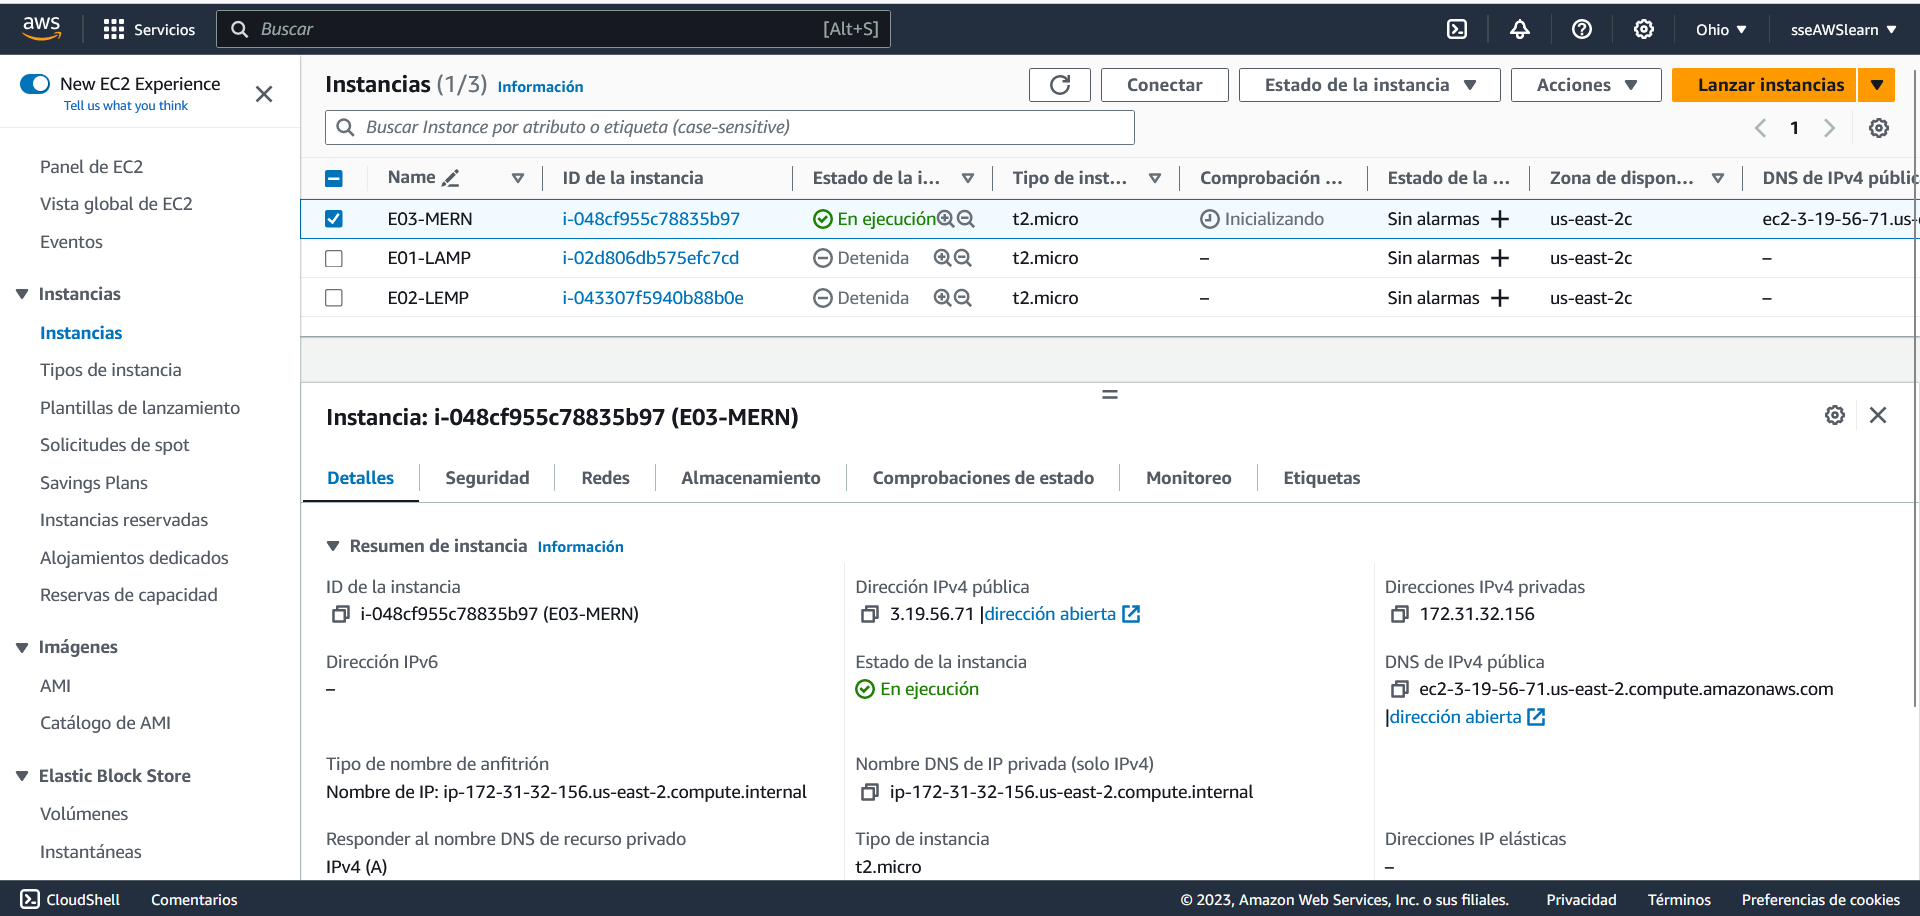 aws Servicios Buscar [Alt+S] Ohio sseAWSlearn
New EC2 Experience
Tell us what you think
Panel de EC2
Vista global de EC2
Eventos
Instancias
Instancias
Tipos de instancia
Plantillas de lanzamiento
Solicitudes de spot
Savings Plans
Instancias reservadas
Alojamientos dedicados
Reservas de capacidad
Imágenes
AMI
Catálogo de AMI
Elastic Block Store
Volúmenes
Instantáneas
Instancias (1/3) Información Conectar Estado de la instancia Acciones Lanzar instancias
Buscar Instance por atributo o etiqueta (case-sensitive) 1
Name ID de la instancia Estado de la i... Tipo de inst... Comprobación ... Estado de la ... Zona de dispon... DNS de IPv4 públic
E03-MERN i-048cf955c78835b97 En ejecución t2.micro Inicializando Sin alarmas + us-east-2c ec2-3-19-56-71.us-
E01-LAMP i-02d806db575efc7cd Detenida t2.micro – Sin alarmas + us-east-2c –
E02-LEMP i-043307f5940b88b0e Detenida t2.micro – Sin alarmas + us-east-2c –
Instancia: i-048cf955c78835b97 (E03-MERN)
Detalles Seguridad Redes Almacenamiento Comprobaciones de estado Monitoreo Etiquetas
Resumen de instancia Información
ID de la instancia Dirección IPv4 pública Direcciones IPv4 privadas
i-048cf955c78835b97 (E03-MERN) 3.19.56.71 |dirección abierta 172.31.32.156
Dirección IPv6 Estado de la instancia DNS de IPv4 pública
– En ejecución ec2-3-19-56-71.us-east-2.compute.amazonaws.com
|dirección abierta
Tipo de nombre de anfitrión Nombre DNS de IP privada (solo IPv4)
Nombre de IP: ip-172-31-32-156.us-east-2.compute.internal ip-172-31-32-156.us-east-2.compute.internal
Responder al nombre DNS de recurso privado Tipo de instancia Direcciones IP elásticas
IPv4 (A) t2.micro –
CloudShell Comentarios © 2023, Amazon Web Services, Inc. o sus filiales. Privacidad Términos Preferencias de cookies